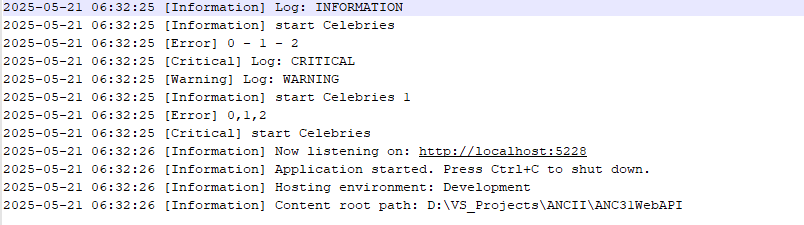 2025-05-21 06:32:25 [Information] Log: INFORMATION
2025-05-21 06:32:25 [Information] start Celebries
2025-05-21 06:32:25 [Error] 0 - 1 - 2
2025-05-21 06:32:25 [Critical] Log: CRITICAL
2025-05-21 06:32:25 [Warning] Log: WARNING
2025-05-21 06:32:25 [Information] start Celebries 1
2025-05-21 06:32:25 [Error] 0,1,2
2025-05-21 06:32:25 [Critical] start Celebries
2025-05-21 06:32:26 [Information] Now listening on: http://localhost:5228
2025-05-21 06:32:26 [Information] Application started. Press Ctrl+C to shut down.
2025-05-21 06:32:26 [Information] Hosting environment: Development
2025-05-21 06:32:26 [Information] Content root path: D:\VS_Projects\ANCII\ANC31WebAPI